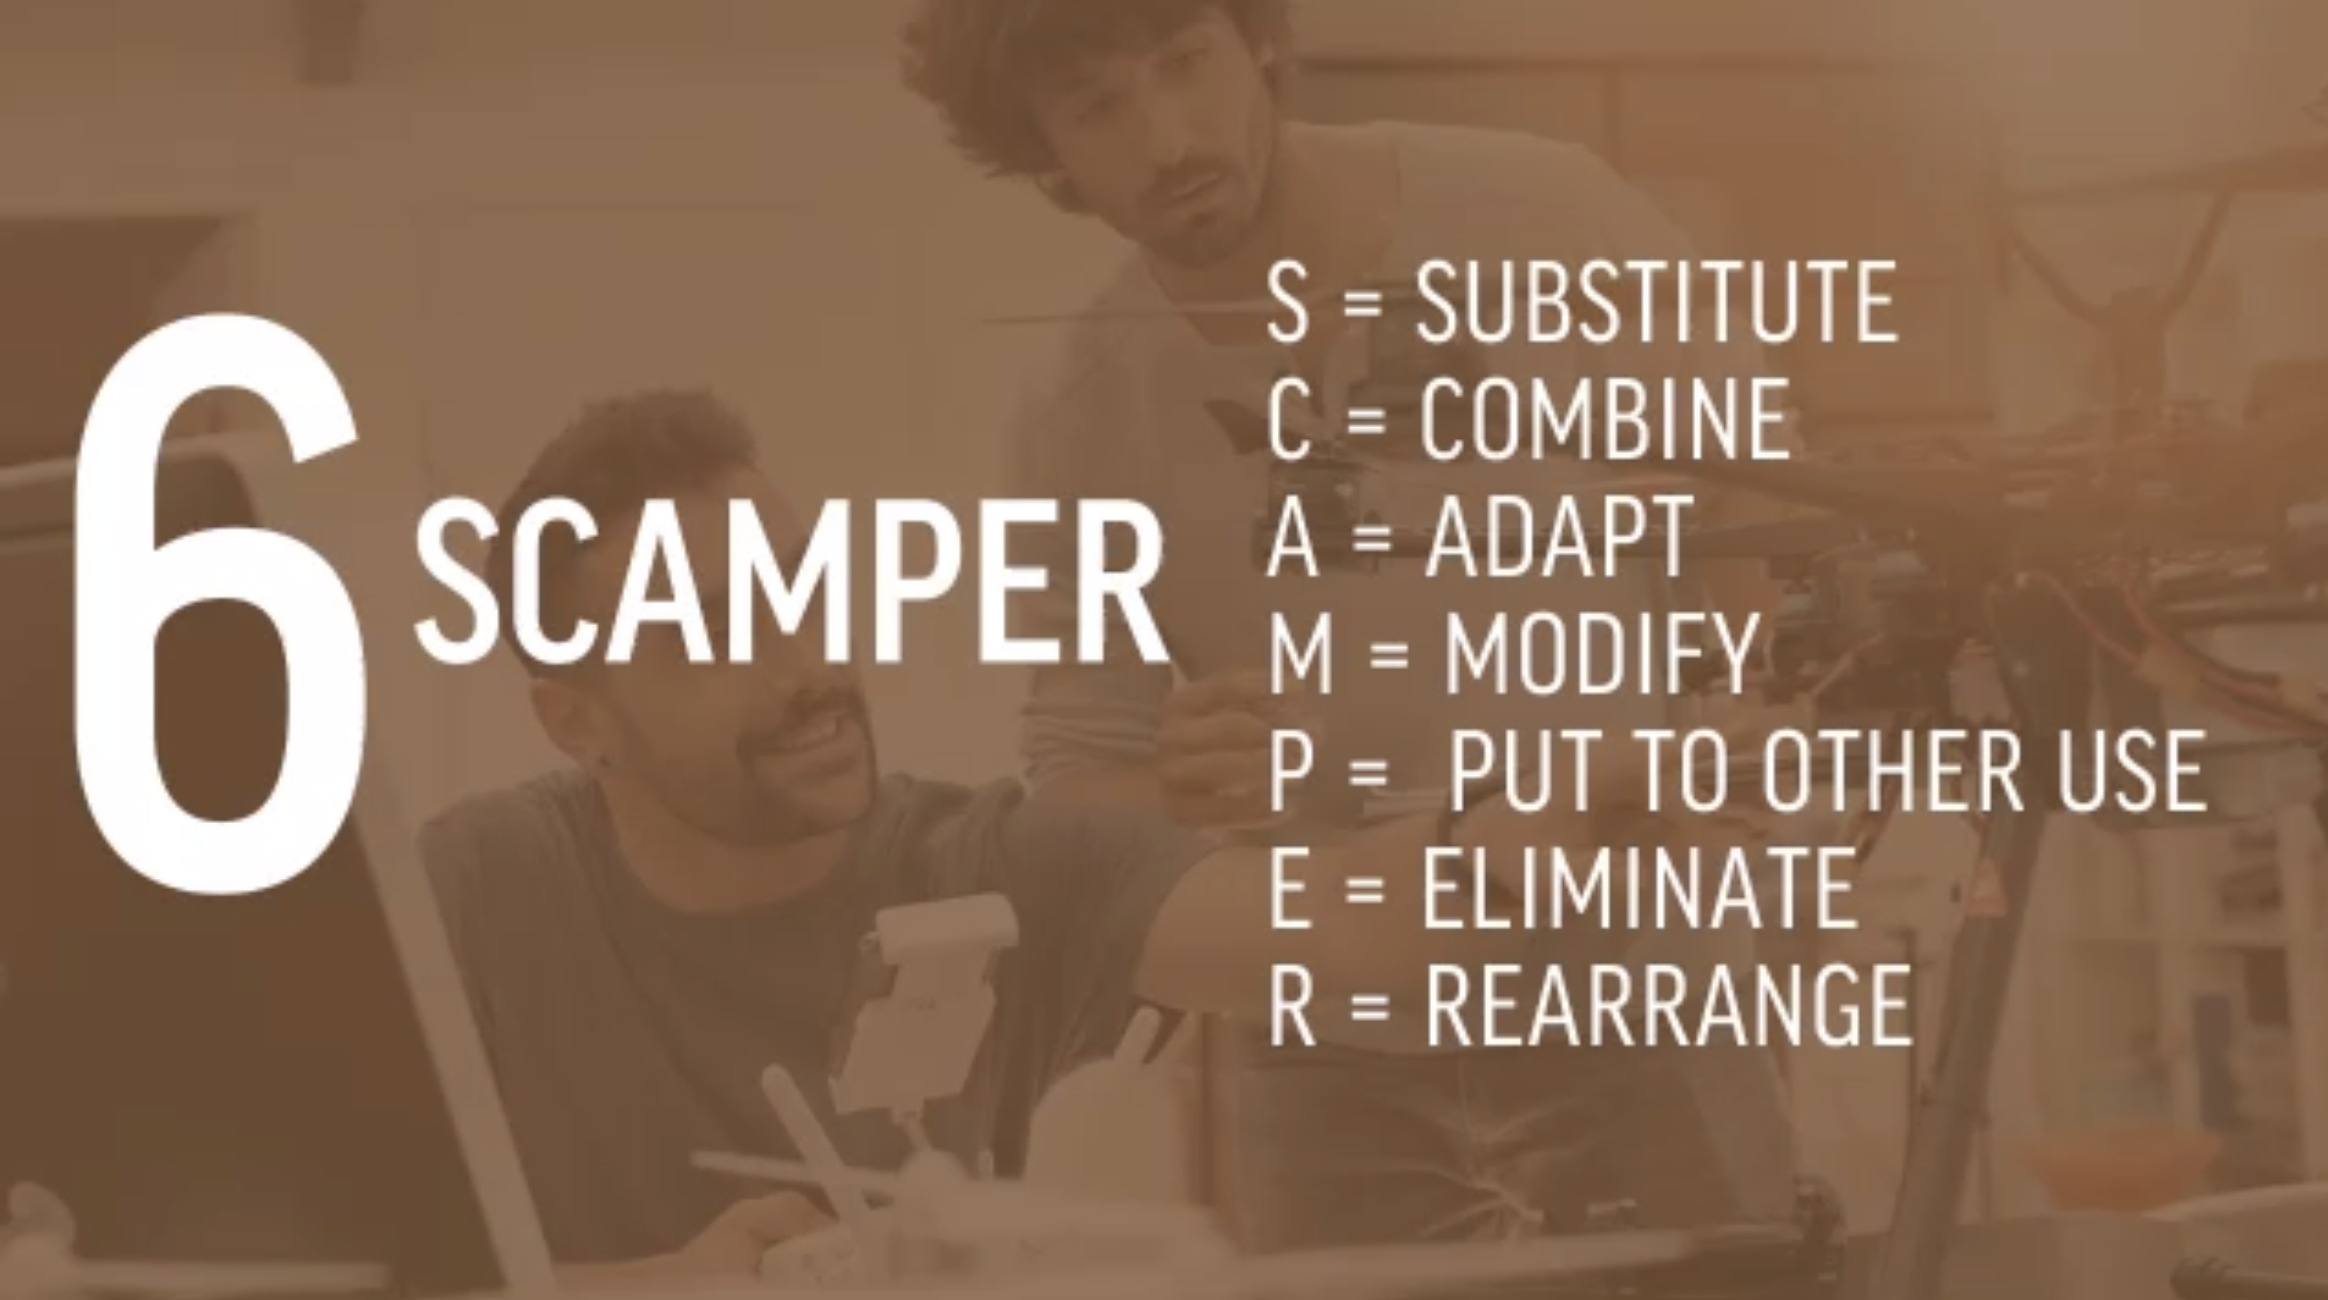 6 SCAMPER
S = SUBSTITUTE
C = COMBINE
A = ADAPT
M = MODIFY
P = PUT TO OTHER USE
E = ELIMINATE
R = REARRANGE